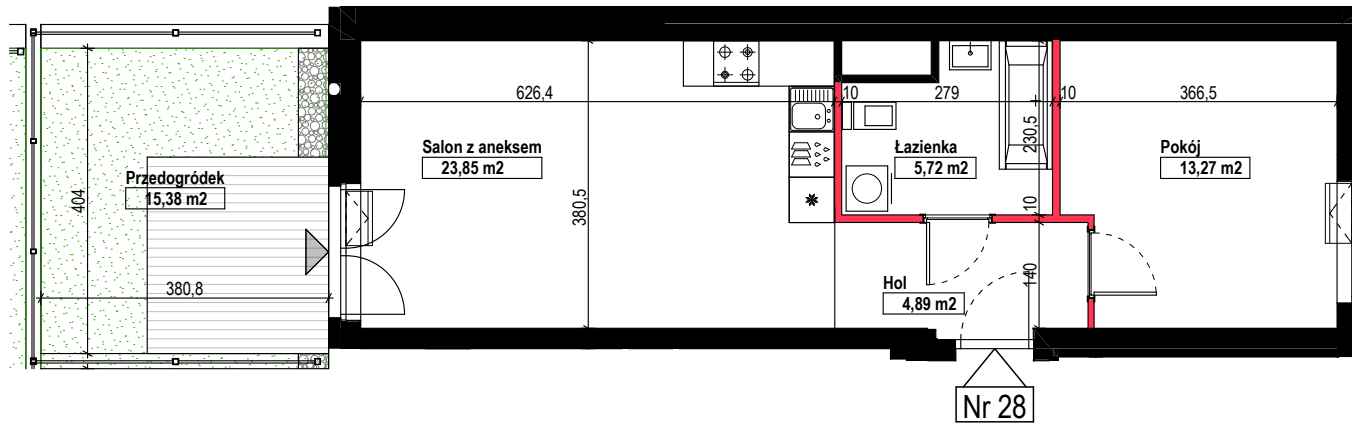 626,4
10
279
10
366,5
Salon z aneksem
23,85 m2
Łazienka
5,72 m2
230,5
Pokój
13,27 m2
Przedogródek
15,38 m2
404
380,5
10
380,8
Hol
4,89 m2
140
Nr 28